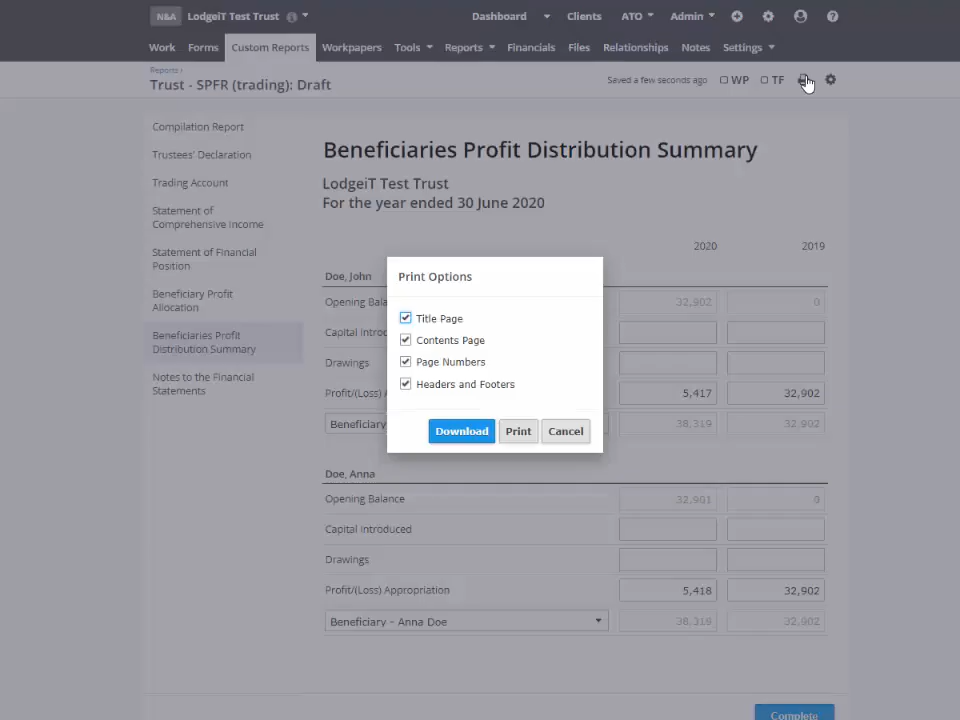 N&A LodgeiT Test Trust Dashboard Clients ATO Admin
Work Forms Custom Reports Workpapers Tools Reports Financials Files Relationships Notes Settings
Reports ›
Trust - SPFR (trading): Draft
Saved a few seconds ago WP TF
Compilation Report
Trustees' Declaration
Trading Account
Statement of
Comprehensive Income
Statement of Financial
Position
Beneficiary Profit
Allocation
Beneficiaries Profit
Distribution Summary
Notes to the Financial
Statements
Beneficiaries Profit Distribution Summary
LodgeiT Test Trust
For the year ended 30 June 2020
2020 2019
Doe, John
Opening Bala 32,902 0
Capital Introd
Drawings
Profit/(Loss) A 5,417 32,902
Beneficiary 38,319 32,902
Print Options
Title Page
Contents Page
Page Numbers
Headers and Footers
Download Print Cancel
Doe, Anna
Opening Balance 32,901 0
Capital Introduced
Drawings
Profit/(Loss) Appropriation 5,418 32,902
Beneficiary - Anna Doe 38,319 32,902
Complete